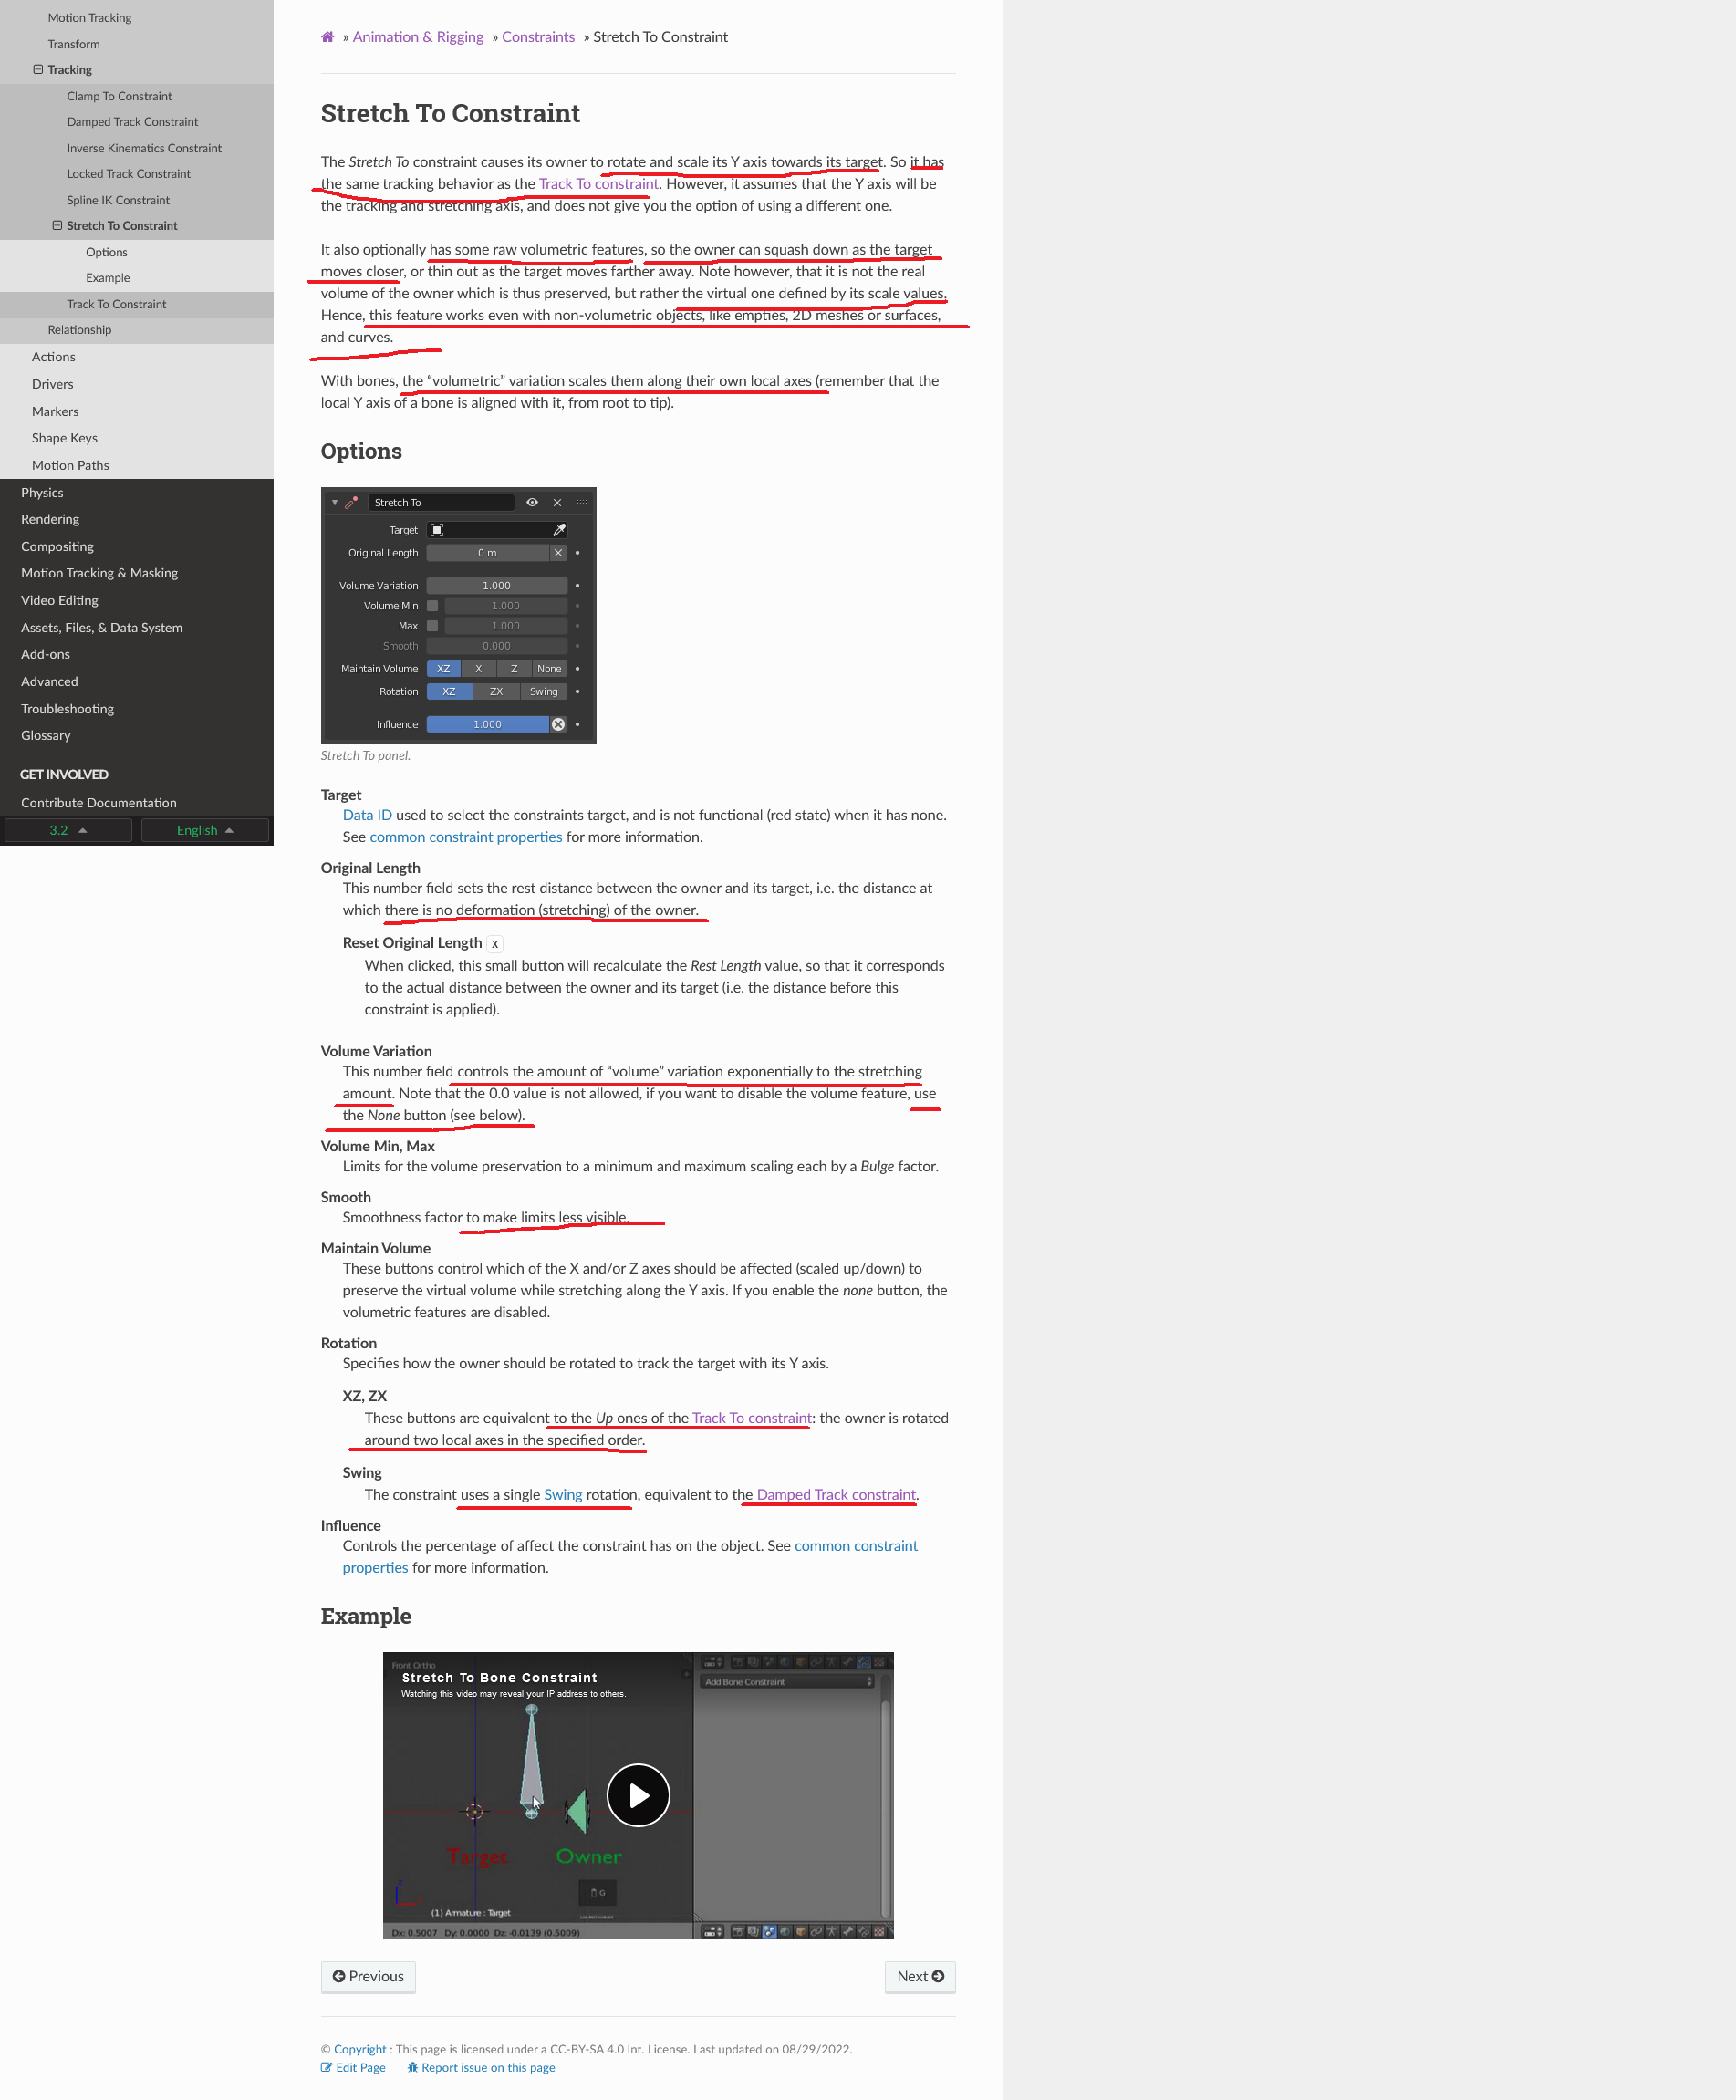 Motion Tracking
Transform
Tracking
Clamp To Constraint
Damped Track Constraint
Inverse Kinematics Constraint
Locked Track Constraint
Spline IK Constraint
Stretch To Constraint
Options
Example
Track To Constraint
Relationship
Actions
Drivers
Markers
Shape Keys
Motion Paths
Physics
Rendering
Compositing
Motion Tracking & Masking
Video Editing
Assets, Files, & Data System
Add-ons
Advanced
Troubleshooting
Glossary
GET INVOLVED
Contribute Documentation
3.2 English
» Animation & Rigging » Constraints » Stretch To Constraint
Stretch To Constraint
The Stretch To constraint causes its owner to rotate and scale its Y axis towards its target. So it has
the same tracking behavior as the Track To constraint. However, it assumes that the Y axis will be
the tracking and stretching axis, and does not give you the option of using a different one.
It also optionally has some raw volumetric features, so the owner can squash down as the target
moves closer, or thin out as the target moves farther away. Note however, that it is not the real
volume of the owner which is thus preserved, but rather the virtual one defined by its scale values.
Hence, this feature works even with non-volumetric objects, like empties, 2D meshes or surfaces,
and curves.
With bones, the “volumetric” variation scales them along their own local axes (remember that the
local Y axis of a bone is aligned with it, from root to tip).
Options
Stretch To
Target
Original Length 0 m
Volume Variation 1.000
Volume Min 1.000
Max 1.000
Smooth 0.000
Maintain Volume XZ X Z None
Rotation XZ ZX Swing
Influence 1.000
Stretch To panel.
Target
Data ID used to select the constraints target, and is not functional (red state) when it has none.
See common constraint properties for more information.
Original Length
This number field sets the rest distance between the owner and its target, i.e. the distance at
which there is no deformation (stretching) of the owner.
Reset Original Length X
When clicked, this small button will recalculate the Rest Length value, so that it corresponds
to the actual distance between the owner and its target (i.e. the distance before this
constraint is applied).
Volume Variation
This number field controls the amount of “volume” variation exponentially to the stretching
amount. Note that the 0.0 value is not allowed, if you want to disable the volume feature, use
the None button (see below).
Volume Min, Max
Limits for the volume preservation to a minimum and maximum scaling each by a Bulge factor.
Smooth
Smoothness factor to make limits less visible.
Maintain Volume
These buttons control which of the X and/or Z axes should be affected (scaled up/down) to
preserve the virtual volume while stretching along the Y axis. If you enable the none button, the
volumetric features are disabled.
Rotation
Specifies how the owner should be rotated to track the target with its Y axis.
XZ, ZX
These buttons are equivalent to the Up ones of the Track To constraint: the owner is rotated
around two local axes in the specified order.
Swing
The constraint uses a single Swing rotation, equivalent to the Damped Track constraint.
Influence
Controls the percentage of affect the constraint has on the object. See common constraint
properties for more information.
Example
Front Ortho
Stretch To Bone Constraint
Watching this video may reveal your IP address to others.
Add Bone Constraint
Target Owner
G
(1) Armature : Target
Dx: 0.5007 Dy: 0.0000 Dz: -0.0139 (0.5009)
Previous Next
© Copyright : This page is licensed under a CC-BY-SA 4.0 Int. License. Last updated on 08/29/2022.
Edit Page Report issue on this page